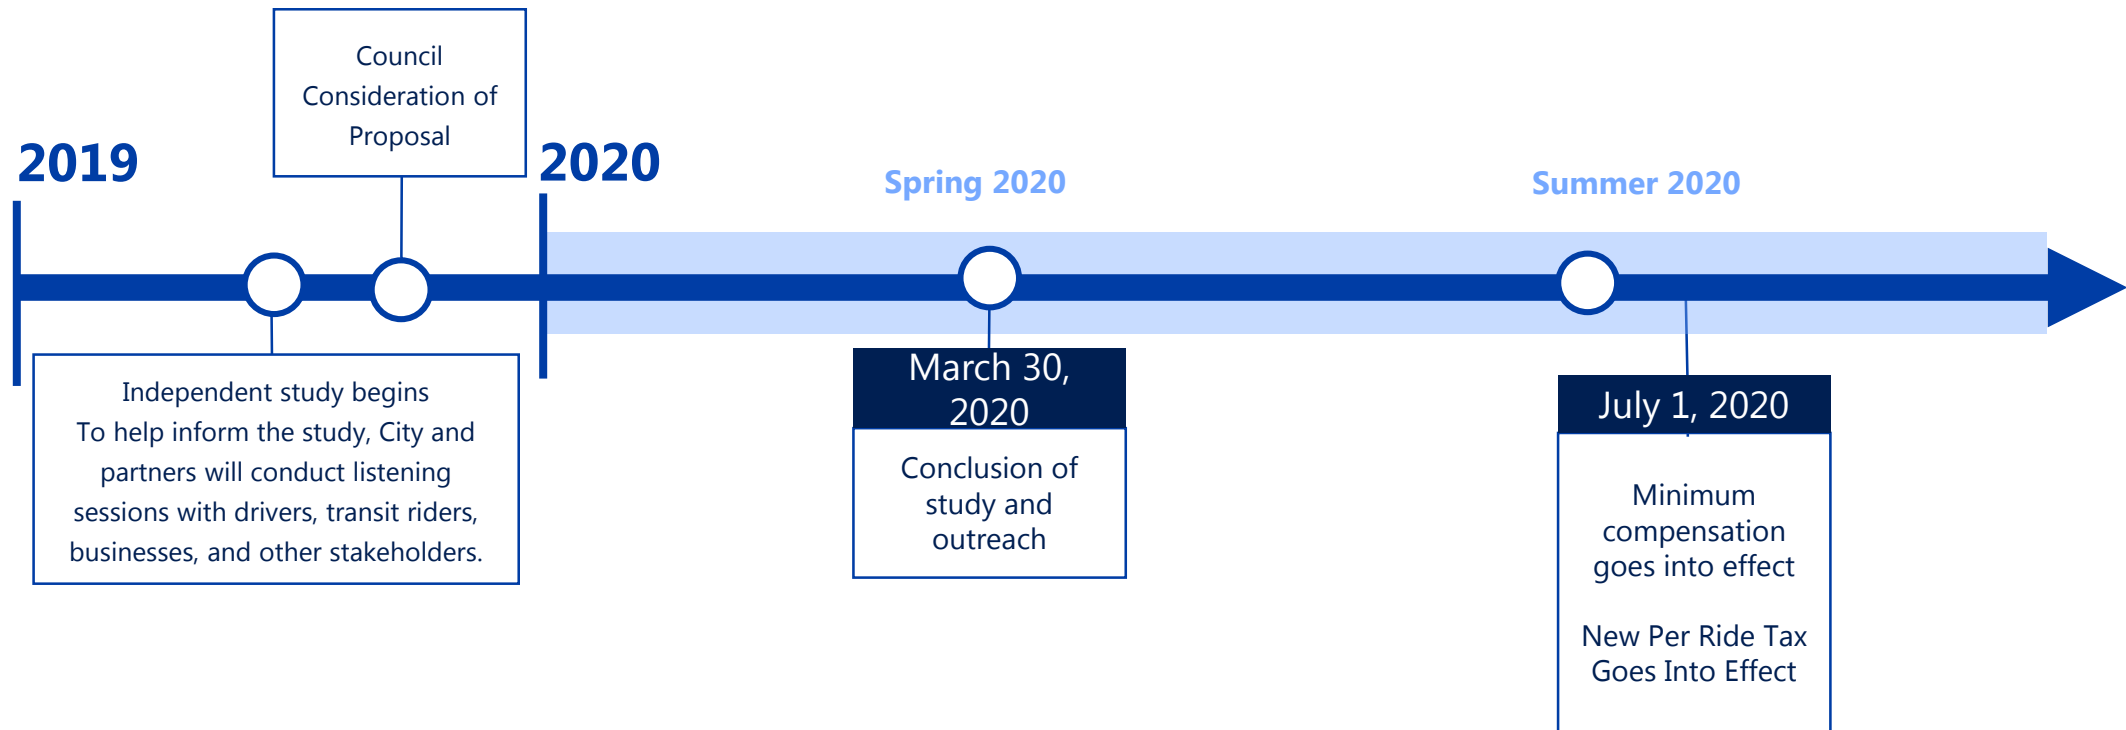 Council
Consideration of
Proposal
2019
2020
Spring 2020
Summer 2020
Independent study begins
To help inform the study, City and
partners will conduct listening
sessions with drivers, transit riders,
businesses, and other stakeholders.
March 30,
2020
Conclusion of
study and
outreach
July 1, 2020
Minimum
compensation
goes into effect
New Per Ride Tax
Goes Into Effect